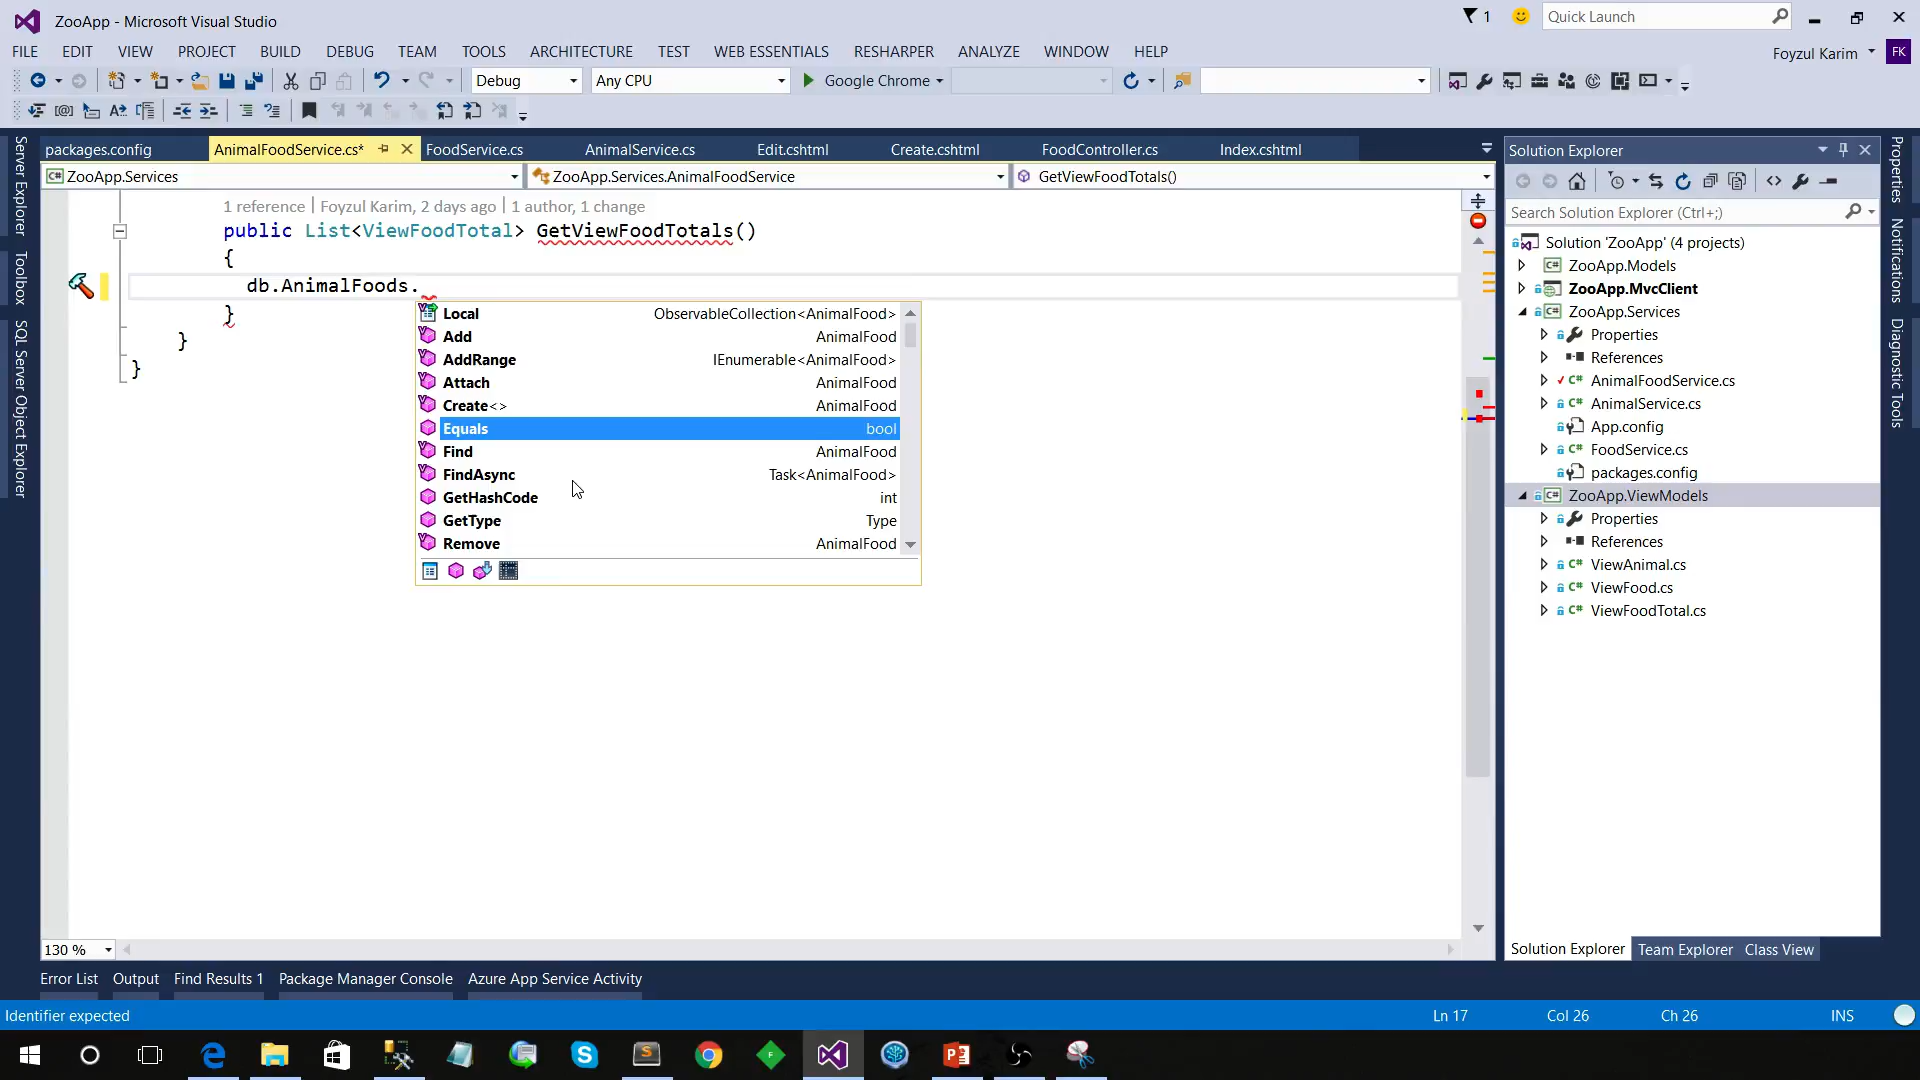 ZooApp - Microsoft Visual Studio
1
Quick Launch
FILE EDIT VIEW PROJECT BUILD DEBUG TEAM TOOLS ARCHITECTURE TEST WEB ESSENTIALS RESHARPER ANALYZE WINDOW HELP
Foyzul Karim FK
Debug Any CPU Google Chrome
packages.config AnimalFoodService.cs* FoodService.cs AnimalService.cs Edit.cshtml Create.cshtml FoodController.cs Index.cshtml
ZooApp.Services ZooApp.Services.AnimalFoodService GetViewFoodTotals()
1 reference | Foyzul Karim, 2 days ago | 1 author, 1 change
public List<ViewFoodTotal> GetViewFoodTotals()
{
db.AnimalFoods.
}
}
}
Local ObservableCollection<AnimalFood>
Add AnimalFood
AddRange IEnumerable<AnimalFood>
Attach AnimalFood
Create<> AnimalFood
Equals bool
Find AnimalFood
FindAsync Task<AnimalFood>
GetHashCode int
GetType Type
Remove AnimalFood
Server Explorer
Toolbox
SQL Server Object Explorer
Solution Explorer
Search Solution Explorer (Ctrl+;)
Solution 'ZooApp' (4 projects)
C# ZooApp.Models
ZooApp.MvcClient
C# ZooApp.Services
Properties
References
C# AnimalFoodService.cs
C# AnimalService.cs
App.config
C# FoodService.cs
packages.config
C# ZooApp.ViewModels
Properties
References
C# ViewAnimal.cs
C# ViewFood.cs
C# ViewFoodTotal.cs
Properties
Notifications
Diagnostic Tools
130 %
Solution Explorer Team Explorer Class View
Error List Output Find Results 1 Package Manager Console Azure App Service Activity
Identifier expected Ln 17 Col 26 Ch 26 INS